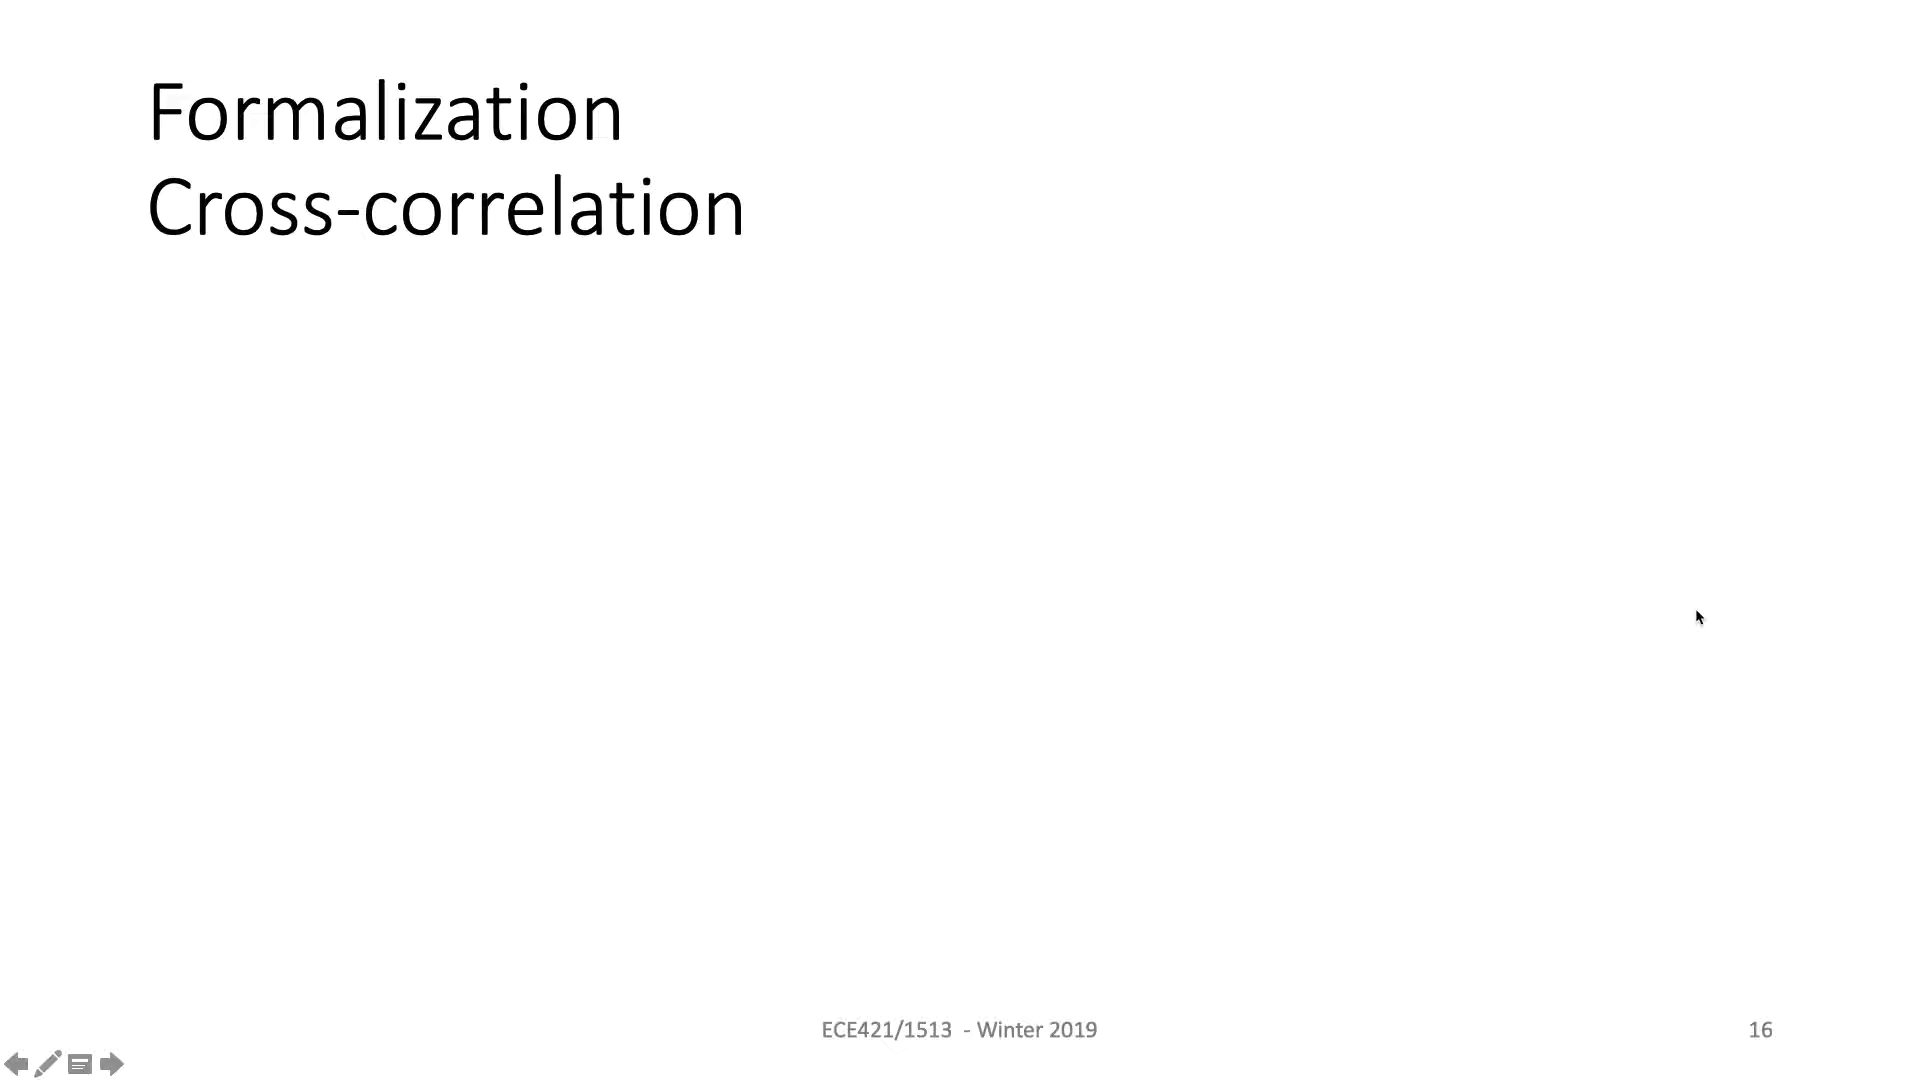 Formalization
Cross-correlation
ECE421/1513 - Winter 2019
16